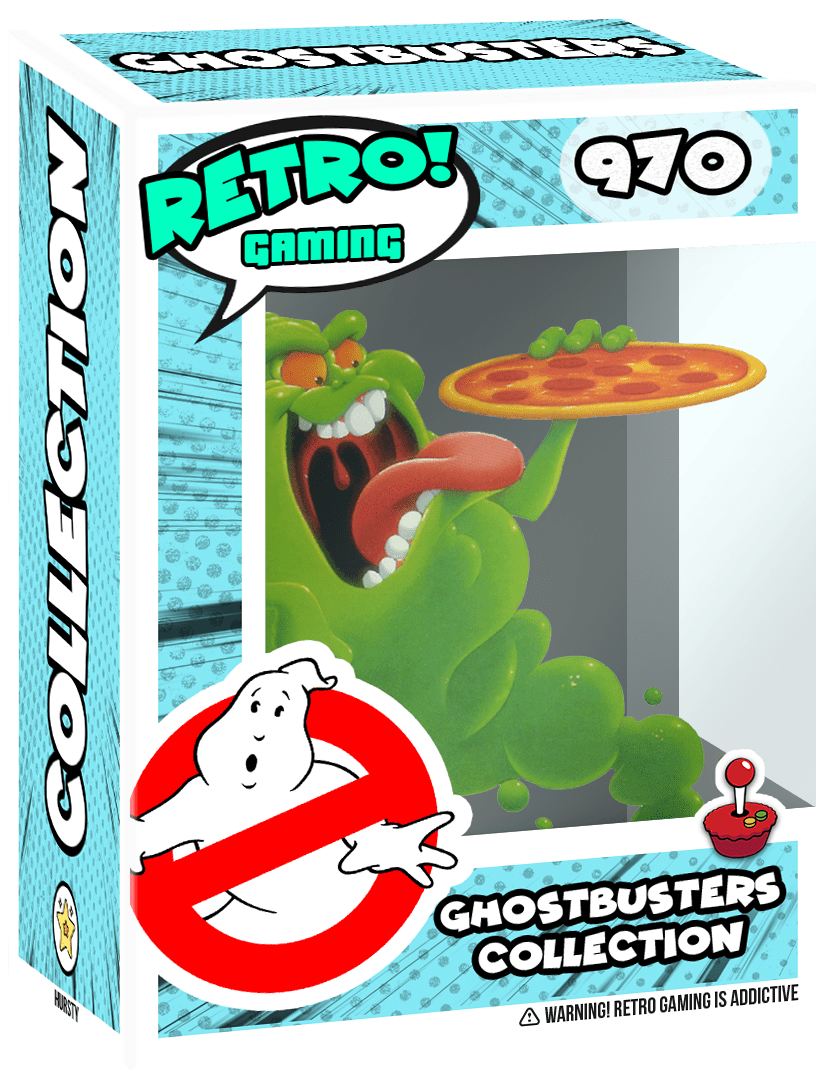 GHOSTBUSTERS
RETRO!
GAMING
970
COLLECTION
GHOSTBUSTERS
COLLECTION
HURSTY
WARNING! RETRO GAMING IS ADDICTIVE